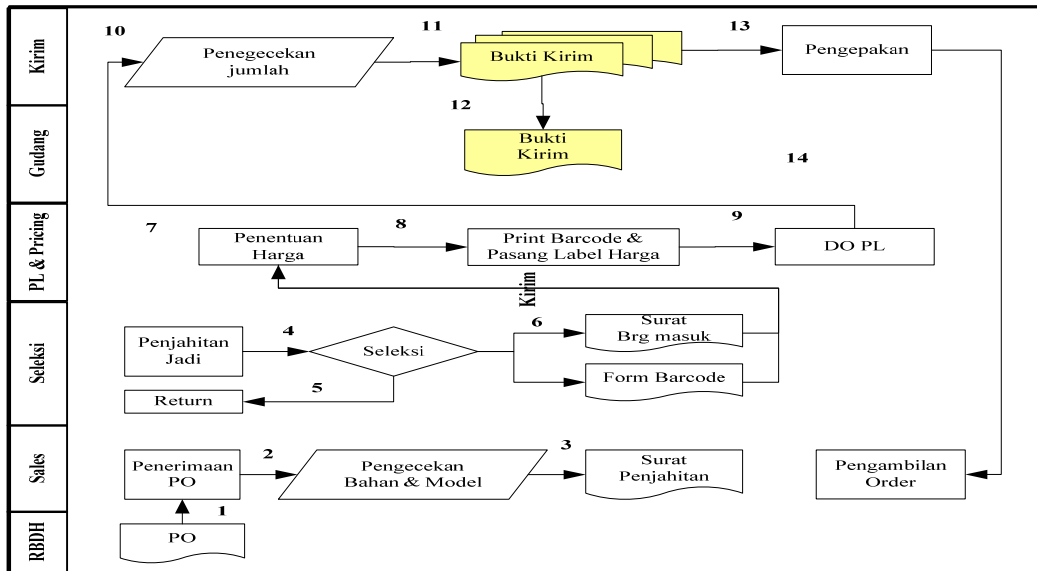 Kirim
10
Penegecekan
jumlah
11
Bukti Kirim
13
Pengepakan
12
Gudang
Bukti
Kirim
14
PL & Pricing
7
Penentuan
Harga
8
Print Barcode &
Pasang Label Harga
9
DO PL
Kirim
Seleksi
Penjahitan
Jadi
4
Seleksi
6
Surat
Brg masuk
5
Form Barcode
Return
Sales
Penerimaan
PO
2
Pengecekan
Bahan & Model
3
Surat
Penjahitan
Pengambilan
Order
RBDH
1
PO